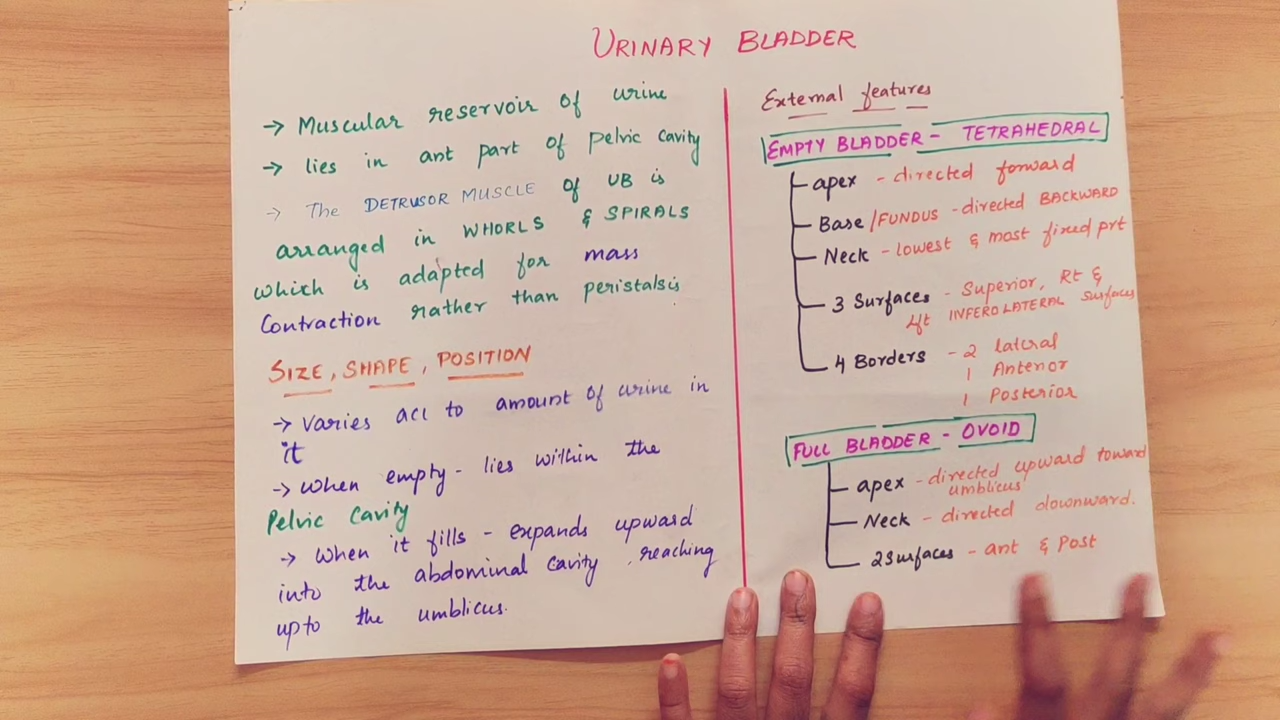 URINARY BLADDER
→ Muscular reservoir of urine
→ lies in ant part of Pelvic Cavity
→ The DETRUSOR MUSCLE of UB is
arranged in WHORLS & SPIRALS
which is adapted for mass
Contraction rather than peristalsis
SIZE, SHAPE, POSITION
→ Varies acc to amount of urine in
it
→ When empty - lies within the
Pelvic Cavity
→ When it fills - expands upward
into the abdominal cavity, reaching
upto the umblicus.
External features
EMPTY BLADDER - TETRAHEDRAL
apex - directed forward
Base/FUNDUS - directed BACKWARD
Neck - lowest & most fixed prt
3 Surfaces - Superior, Rt &
Lft INFEROLATERAL Surfaces
4 Borders - 2 lateral
1 Anterior
1 Posterior
FULL BLADDER - OVOID
apex - directed upward toward
umblicus
Neck - directed downward.
2 Surfaces - ant & Post